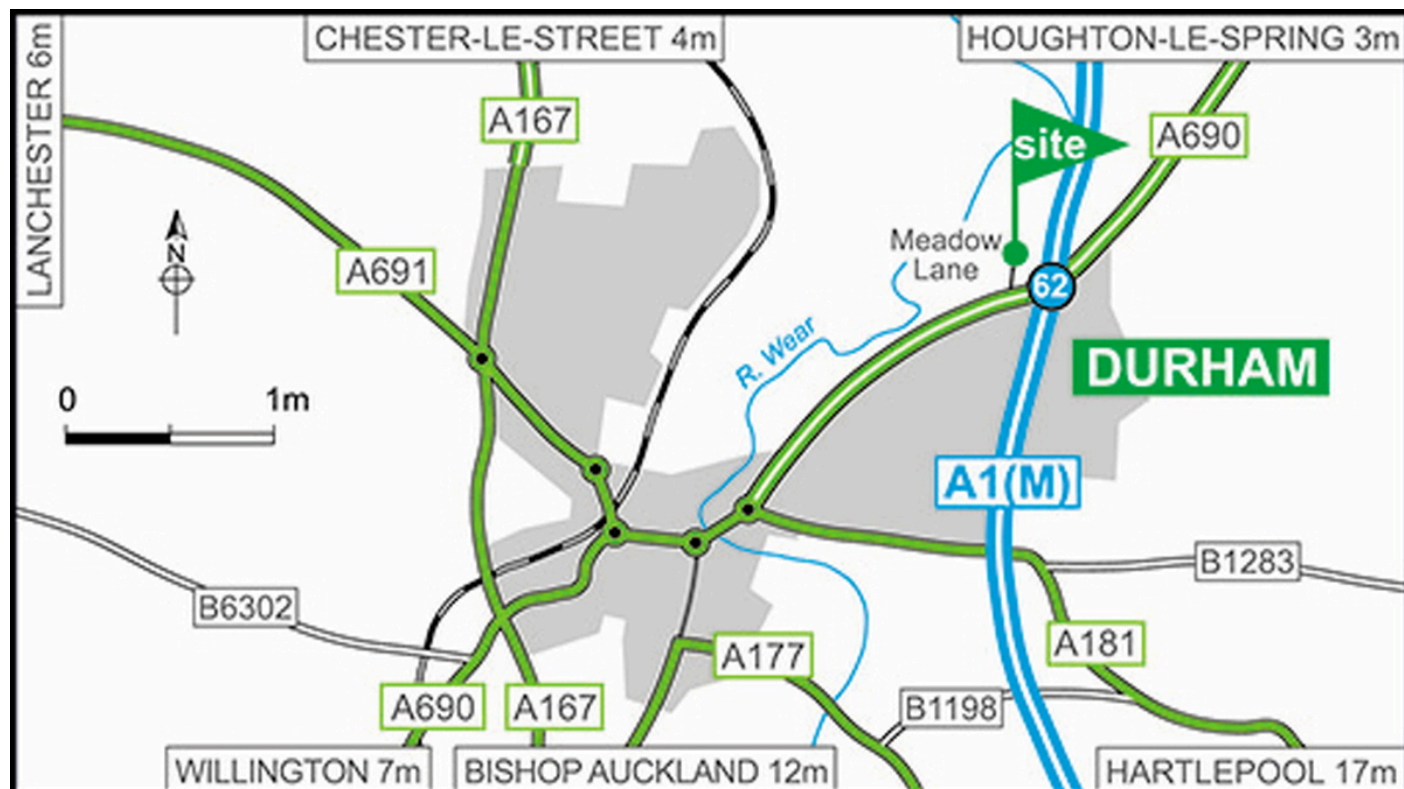 CHESTER-LE-STREET 4m
HOUGHTON-LE-SPRING 3m
LANCHESTER 6m
A167
A690
site
N
Meadow
Lane
A691
62
R. Wear
DURHAM
0 1m
A1(M)
B1283
B6302
A181
A177
A690
A167
B1198
WILLINGTON 7m
BISHOP AUCKLAND 12m
HARTLEPOOL 17m